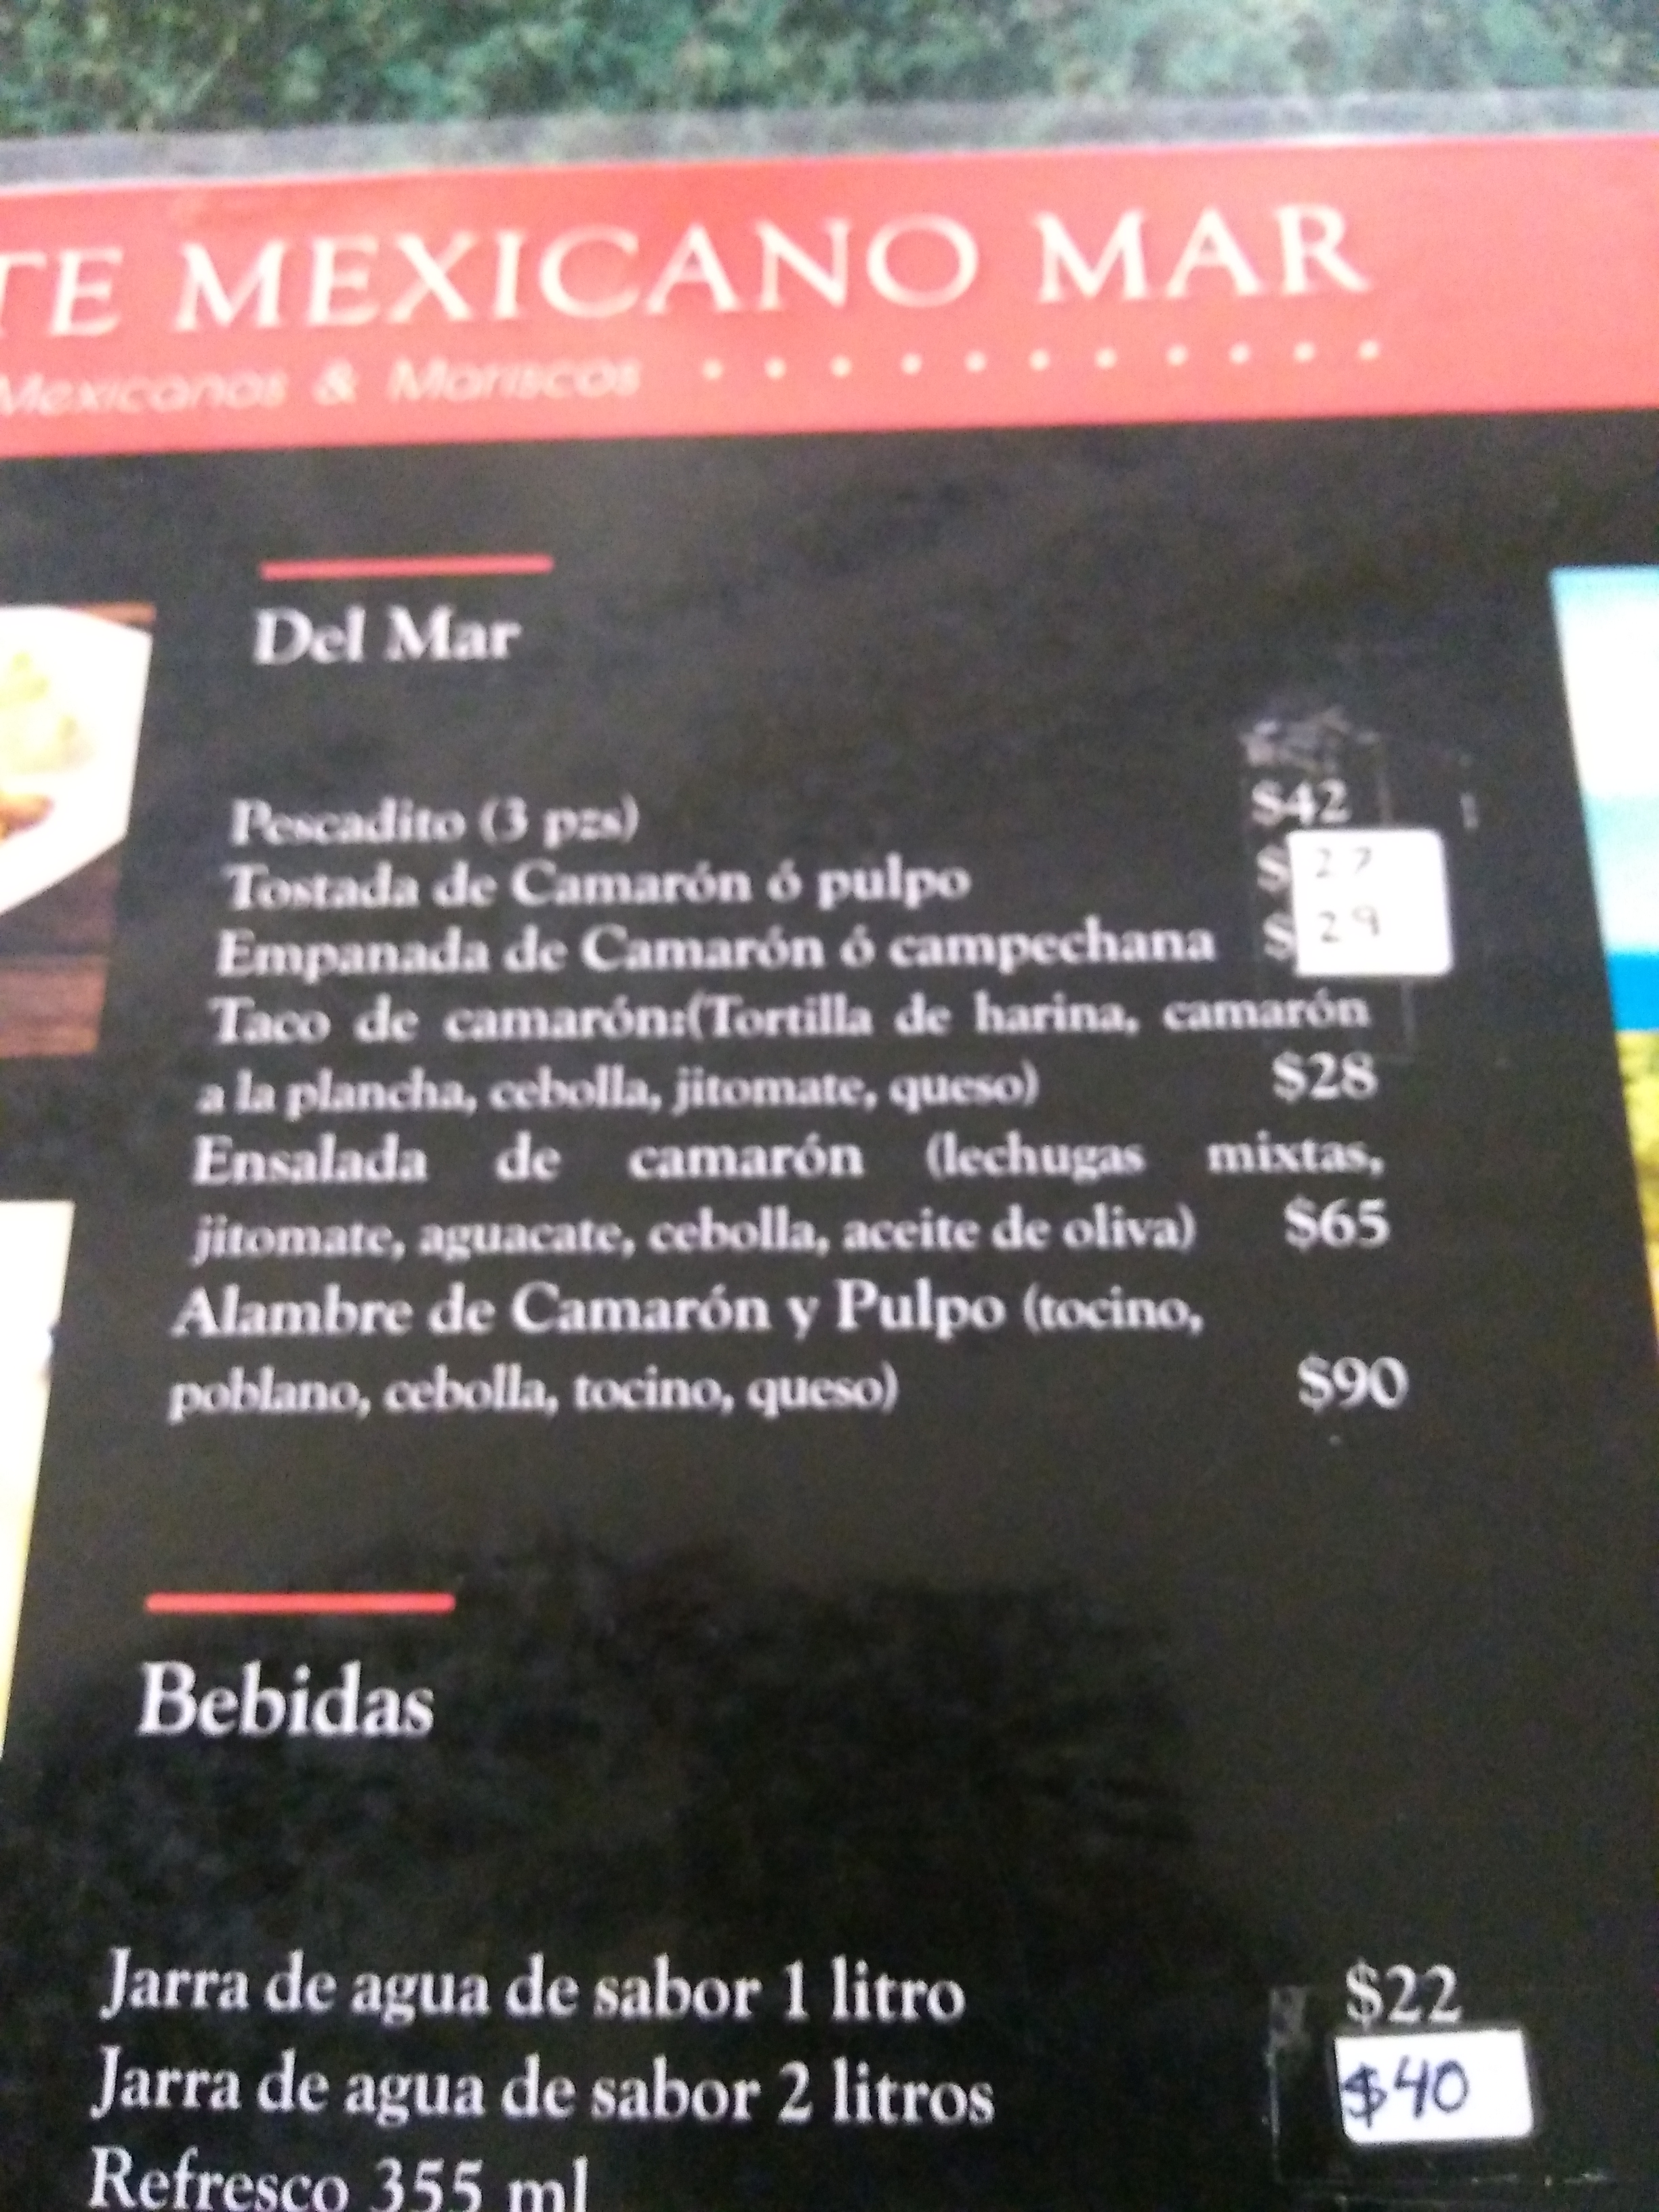 TE MEXICANO MAR
Mexicanos & Mariscos
Del Mar
Pescadito (3 pzs) $42
Tostada de Camarón ó pulpo $ 27
Empanada de Camarón ó campechana $ 29
Taco de camarón:(Tortilla de harina, camarón
a la plancha, cebolla, jitomate, queso) $28
Ensalada de camarón (lechugas mixtas,
jitomate, aguacate, cebolla, aceite de oliva) $65
Alambre de Camarón y Pulpo (tocino,
poblano, cebolla, tocino, queso) $90
Bebidas
Jarra de agua de sabor 1 litro $22
Jarra de agua de sabor 2 litros $40
Refresco 355 ml